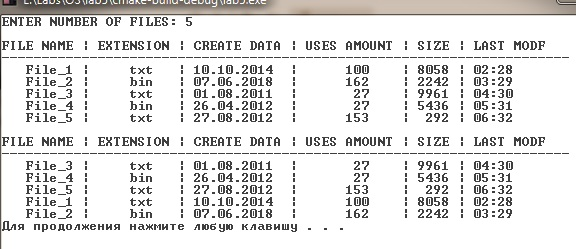 E:\Labs\OS\lab5\cmake-build-debug\lab5.exe
ENTER NUMBER OF FILES: 5
FILE NAME ¦ EXTENSION ¦ CREATE DATA ¦ USES AMOUNT ¦ SIZE ¦ LAST MODF
File_1 ¦ txt ¦ 10.10.2014 ¦ 100 ¦ 8058 ¦ 02:28
File_2 ¦ bin ¦ 07.06.2018 ¦ 162 ¦ 2242 ¦ 03:29
File_3 ¦ txt ¦ 01.08.2011 ¦ 27 ¦ 9961 ¦ 04:30
File_4 ¦ bin ¦ 26.04.2012 ¦ 27 ¦ 5436 ¦ 05:31
File_5 ¦ txt ¦ 27.08.2012 ¦ 153 ¦ 292 ¦ 06:32
FILE NAME ¦ EXTENSION ¦ CREATE DATA ¦ USES AMOUNT ¦ SIZE ¦ LAST MODF
File_3 ¦ txt ¦ 01.08.2011 ¦ 27 ¦ 9961 ¦ 04:30
File_4 ¦ bin ¦ 26.04.2012 ¦ 27 ¦ 5436 ¦ 05:31
File_5 ¦ txt ¦ 27.08.2012 ¦ 153 ¦ 292 ¦ 06:32
File_1 ¦ txt ¦ 10.10.2014 ¦ 100 ¦ 8058 ¦ 02:28
File_2 ¦ bin ¦ 07.06.2018 ¦ 162 ¦ 2242 ¦ 03:29
Для продолжения нажмите любую клавишу . . .